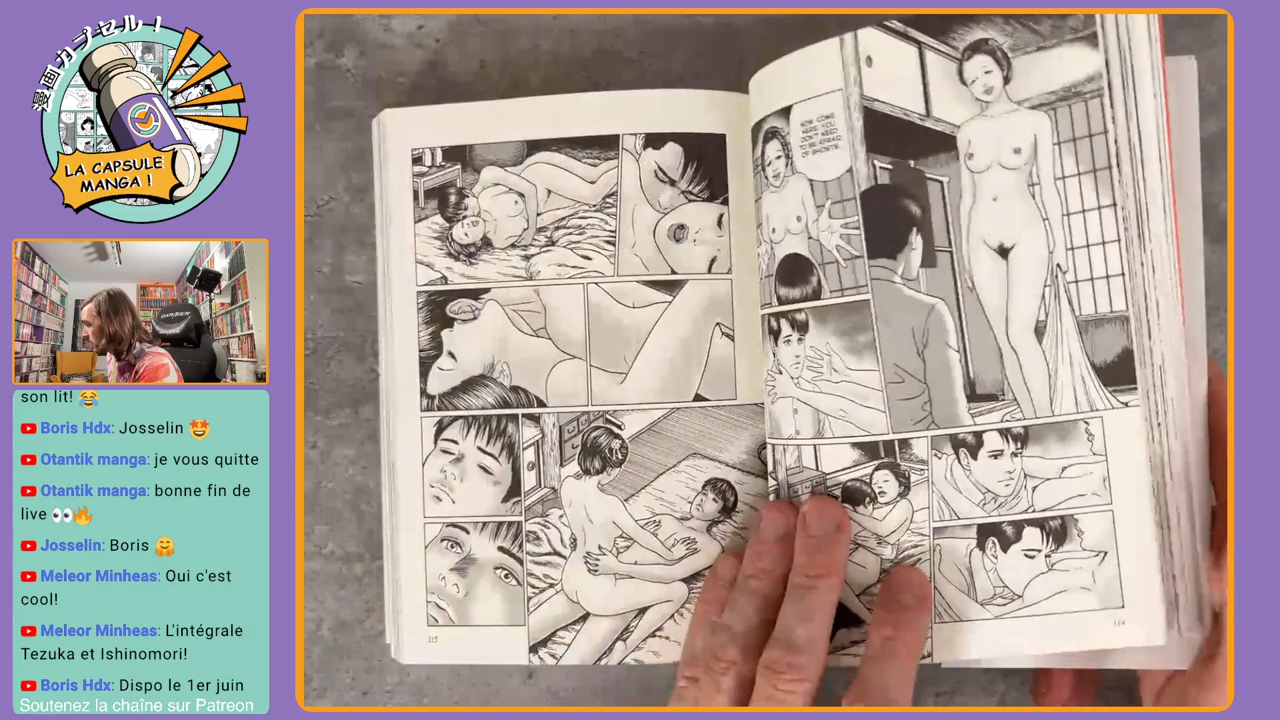 漫画カプセル！
LA CAPSULE
MANGA !
son lit! 😂
Boris Hdx: Josselin 🤩
Otantik manga: je vous quitte
Otantik manga: bonne fin de
live 👀🔥
Josselin: Boris 🤗
Meleor Minheas: Oui c'est
cool!
Meleor Minheas: L'intégrale
Tezuka et Ishinomori!
Boris Hdx: Dispo le 1er juin
Soutenez la chaîne sur Patreon
NOW COME
HERE. YOU
DON'T NEED
TO BE AFRAID
OF GHOSTS.
113
114